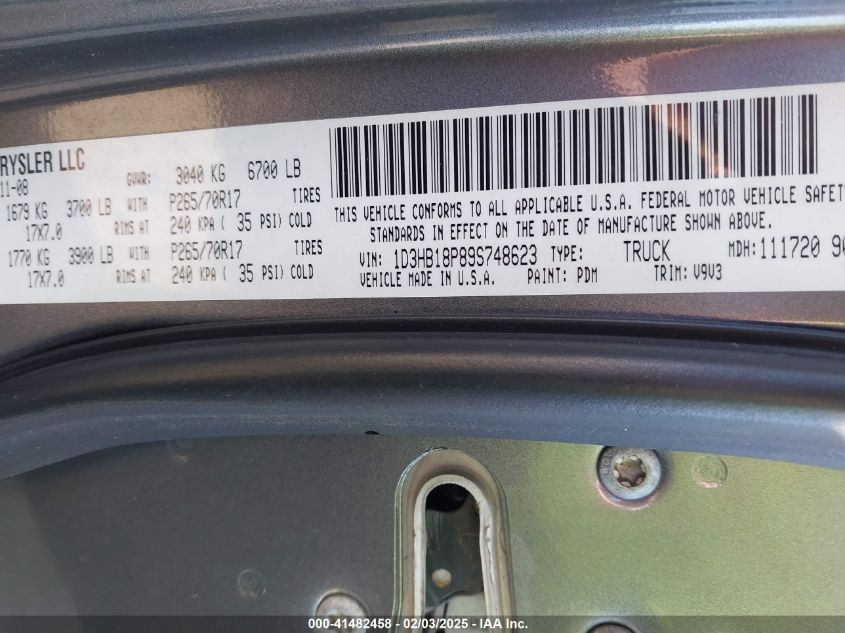 RYSLER LLC
11-08
GVWR: 3040 KG 6700 LB
1679 KG 3700 LB WITH P265/70R17 TIRES
17X7.0 RIMS AT 240 KPA ( 35 PSI) COLD
1770 KG 3900 LB WITH P265/70R17 TIRES
17X7.0 RIMS AT 240 KPA ( 35 PSI) COLD
THIS VEHICLE CONFORMS TO ALL APPLICABLE U.S.A. FEDERAL MOTOR VEHICLE SAFETY
STANDARDS IN EFFECT ON THE DATE OF MANUFACTURE SHOWN ABOVE.
VIN: 1D3HB18P89S748623 TYPE: TRUCK MDH:111720 90
VEHICLE MADE IN U.S.A. PAINT: PDM TRIM: V9V3
000-41482458 - 02/03/2025 - IAA Inc.